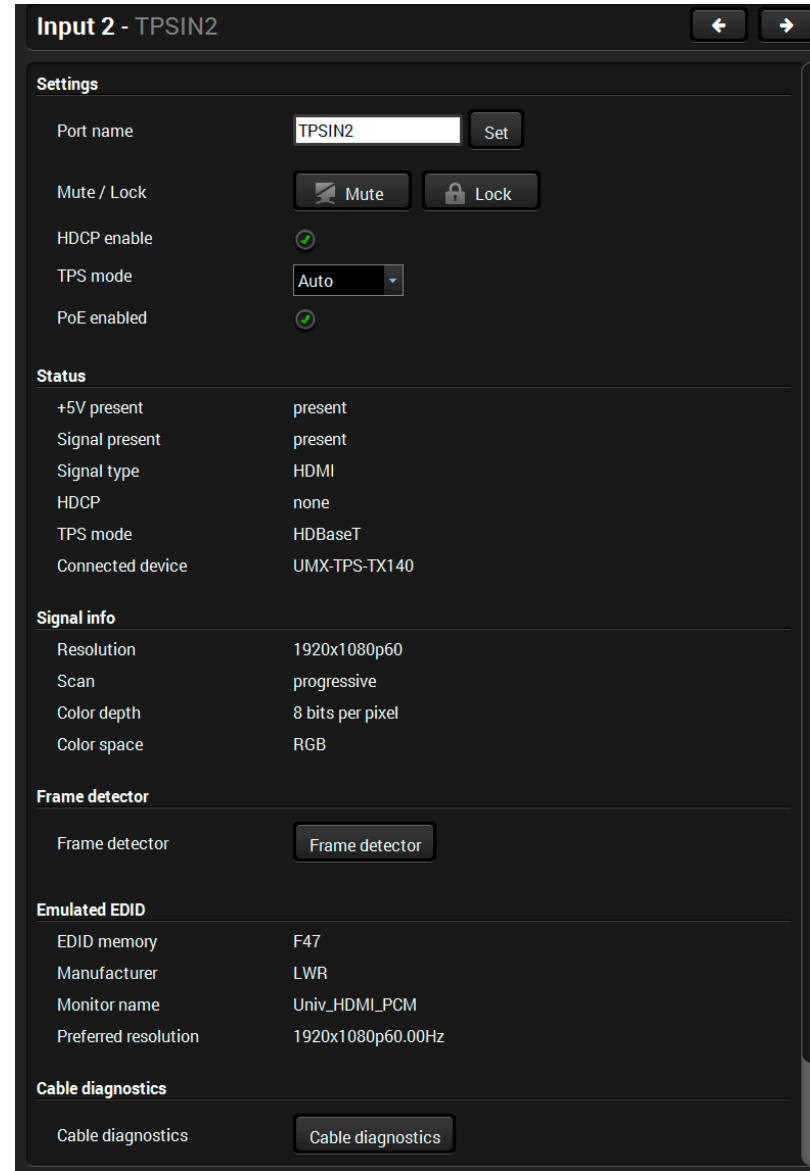 Input 2 - TPSIN2
Settings
Port name TPSIN2 Set
Mute / Lock Mute Lock
HDCP enable
TPS mode Auto
PoE enabled
Status
+5V present present
Signal present present
Signal type HDMI
HDCP none
TPS mode HDBaseT
Connected device UMX-TPS-TX140
Signal info
Resolution 1920x1080p60
Scan progressive
Color depth 8 bits per pixel
Color space RGB
Frame detector
Frame detector Frame detector
Emulated EDID
EDID memory F47
Manufacturer LWR
Monitor name Univ_HDMI_PCM
Preferred resolution 1920x1080p60.00Hz
Cable diagnostics
Cable diagnostics Cable diagnostics